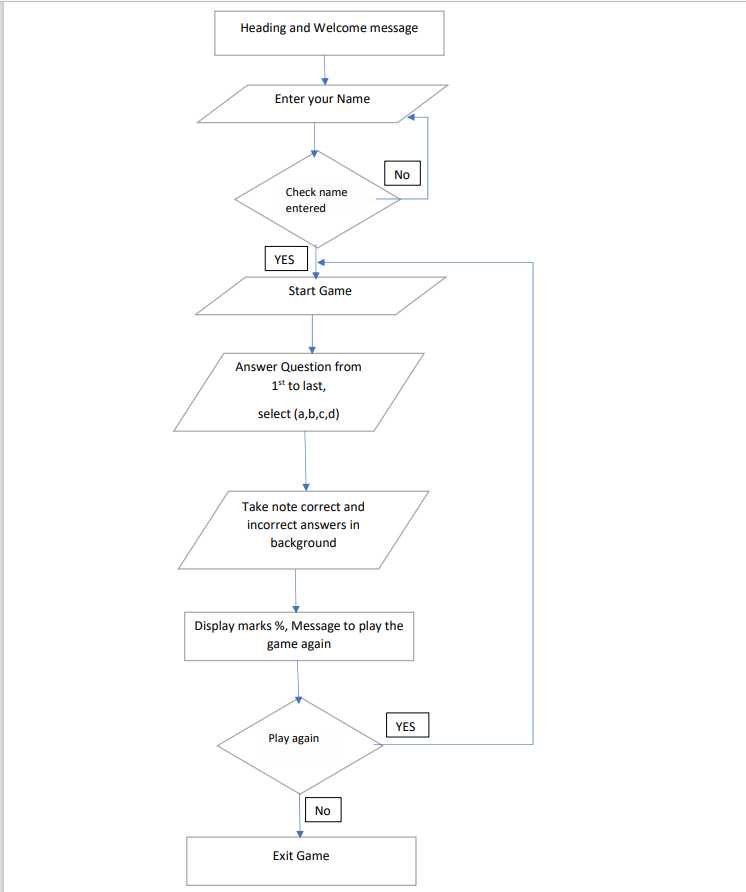 Heading and Welcome message
Enter your Name
No
Check name
entered
YES
Start Game
Answer Question from
1st to last,
select (a,b,c,d)
Take note correct and
incorrect answers in
background
Display marks %, Message to play the
game again
YES
Play again
No
Exit Game